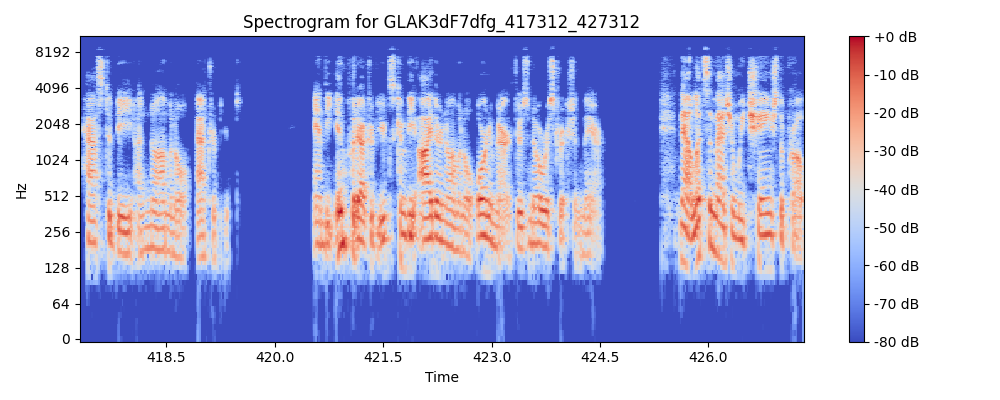 Spectrogram for GLAK3dF7dfg_417312_427312
8192
4096
2048
1024
512
256
128
64
0
Hz
418.5 420.0 421.5 423.0 424.5 426.0
Time
+0 dB
-10 dB
-20 dB
-30 dB
-40 dB
-50 dB
-60 dB
-70 dB
-80 dB